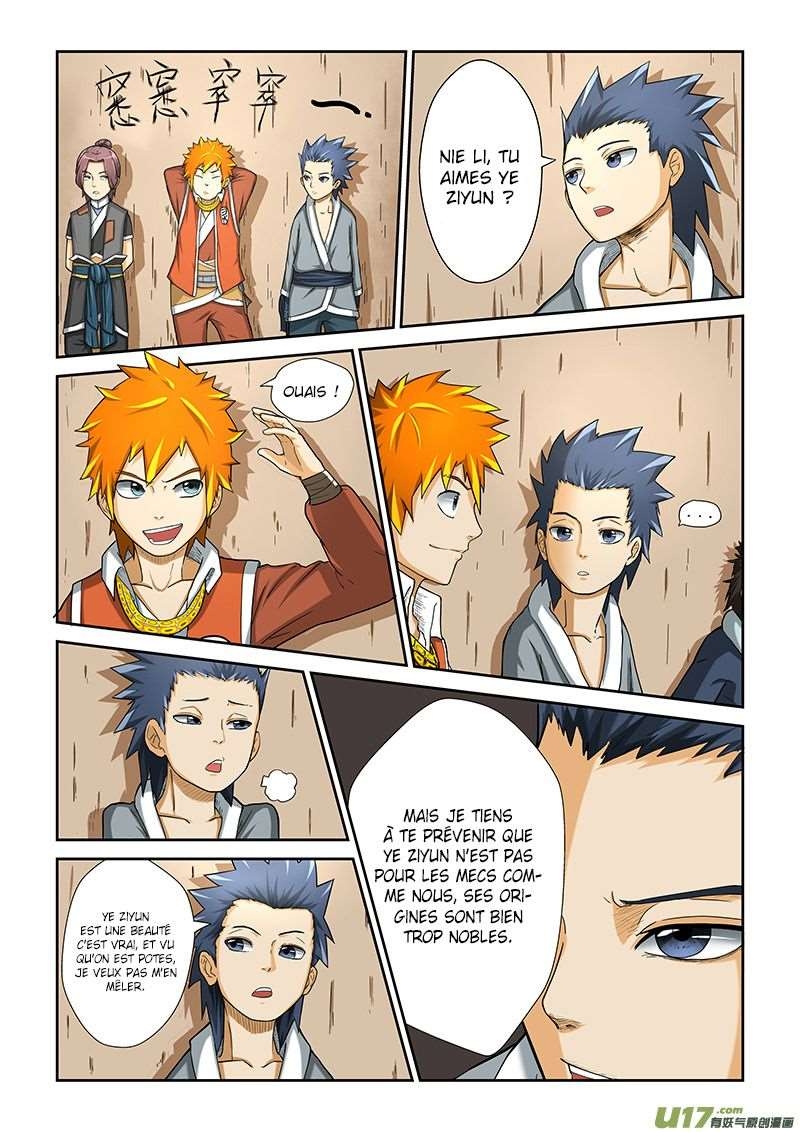 窸窸窣窣
NIE LI, TU
AIMES YE
ZIYUN ?
OUAIS !
...
YE ZIYUN
EST UNE BEAUTÉ
C'EST VRAI, ET VU
QU'ON EST POTES,
JE VEUX PAS M'EN
MÊLER.
MAIS JE TIENS
À TE PRÉVENIR QUE
YE ZIYUN N'EST PAS
POUR LES MECS COM-
ME NOUS, SES ORI-
GINES SONT BIEN
TROP NOBLES.
U17.com
有妖气原创漫画